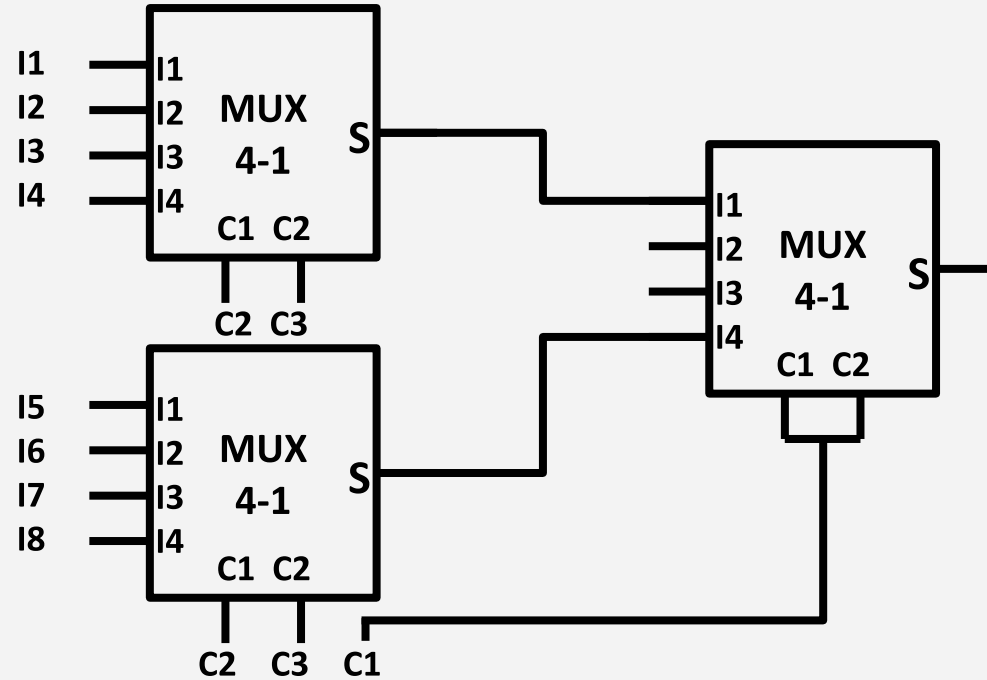 I1
I2
I3
I4
I1
I2
I3
I4
MUX
4-1
S
C1 C2
C2 C3
I5
I6
I7
I8
I1
I2
I3
I4
MUX
4-1
S
C1 C2
C2 C3 C1
I1
I2
I3
I4
MUX
4-1
S
C1 C2